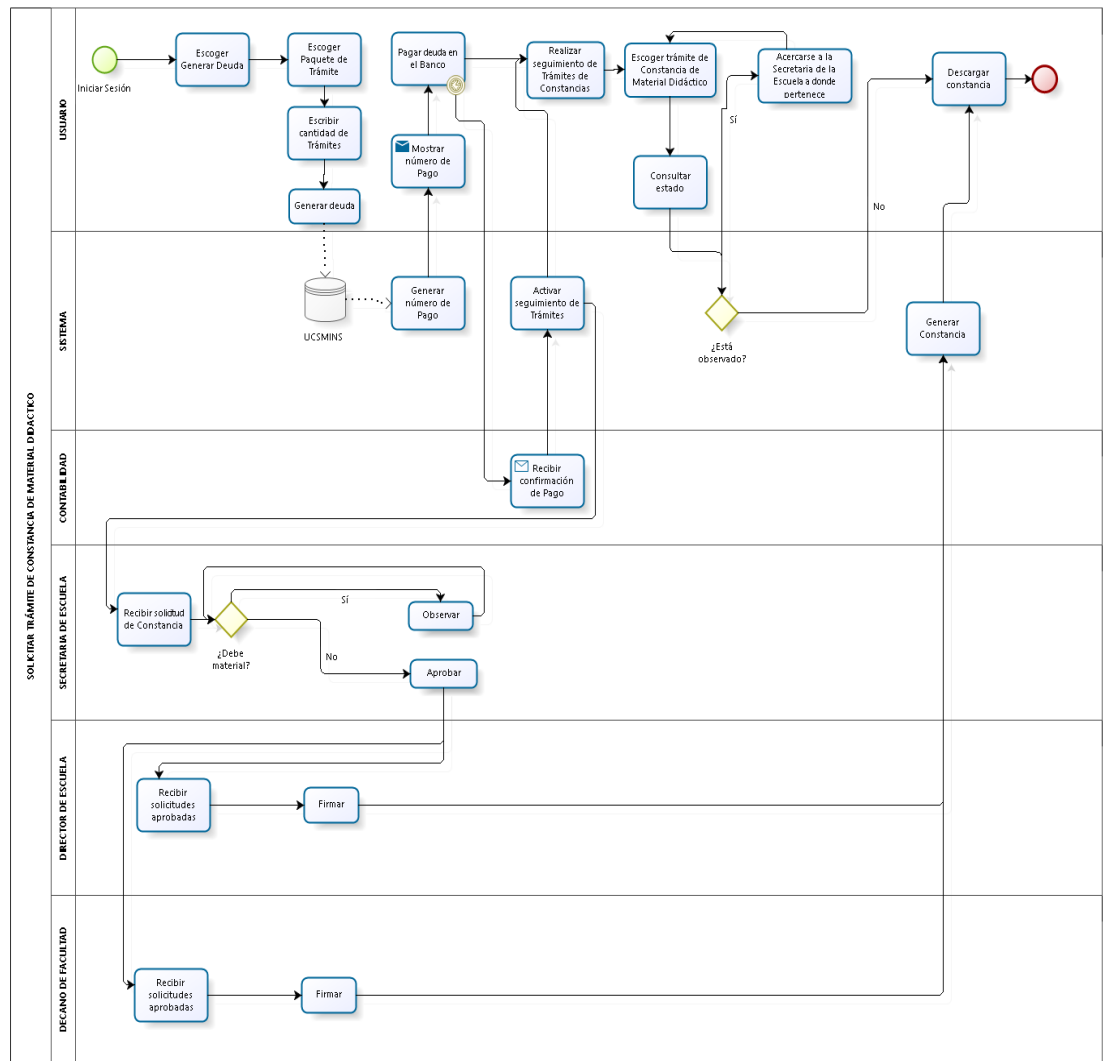 SOLICITAR TRÁMITE DE CONSTANCIA DE MATERIAL DIDACTICO
USUARIO
Iniciar Sesión
Escoger
Generar Deuda
Escoger
Paquete de
Trámite
Escribir
cantidad de
Trámites
Generar deuda
Pagar deuda en
el Banco
Mostrar
número de
Pago
Realizar
seguimiento de
Trámites de
Constancias
Escoger trámite de
Constancia de
Material Didáctico
Consultar
estado
Acercarse a la
Secretaria de la
Escuela a donde
pertenece
Sí
No
Descargar
constancia
SISTEMA
UCSMINS
Generar
número de
Pago
Activar
seguimiento de
Trámites
¿Está
observado?
Generar
Constancia
CONTABILIDAD
Recibir
confirmación
de Pago
SECRETARIA DE ESCUELA
Recibir solicitud
de Constancia
¿Debe
material?
Sí
No
Observar
Aprobar
DIRECTOR DE ESCUELA
Recibir
solicitudes
aprobadas
Firmar
DECANO DE FACULTAD
Recibir
solicitudes
aprobadas
Firmar